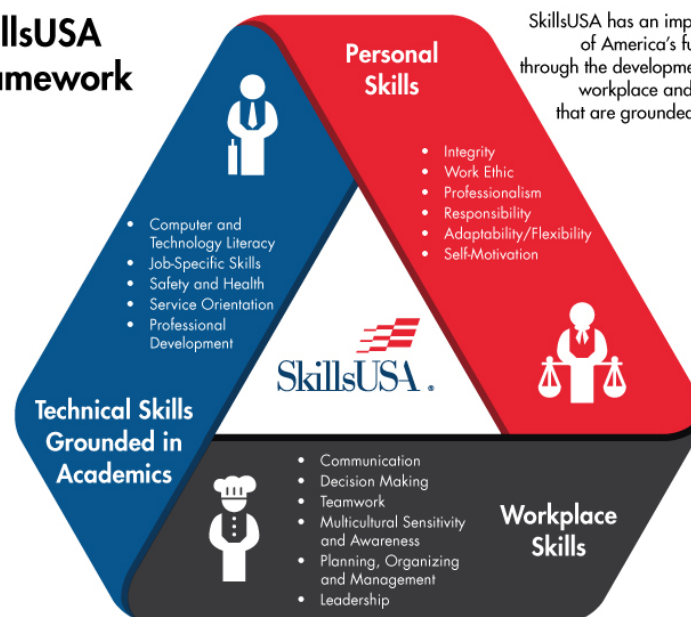 llsUSA
amework
SkillsUSA has an imp
of America's fu
through the developme
workplace and
that are grounded
Personal
Skills
• Integrity
• Work Ethic
• Professionalism
• Responsibility
• Adaptability/Flexibility
• Self-Motivation
• Computer and
Technology Literacy
• Job-Specific Skills
• Safety and Health
• Service Orientation
• Professional
Development
Technical Skills
Grounded in
Academics
SkillsUSA®
• Communication
• Decision Making
• Teamwork
• Multicultural Sensitivity
and Awareness
• Planning, Organizing
and Management
• Leadership
Workplace
Skills